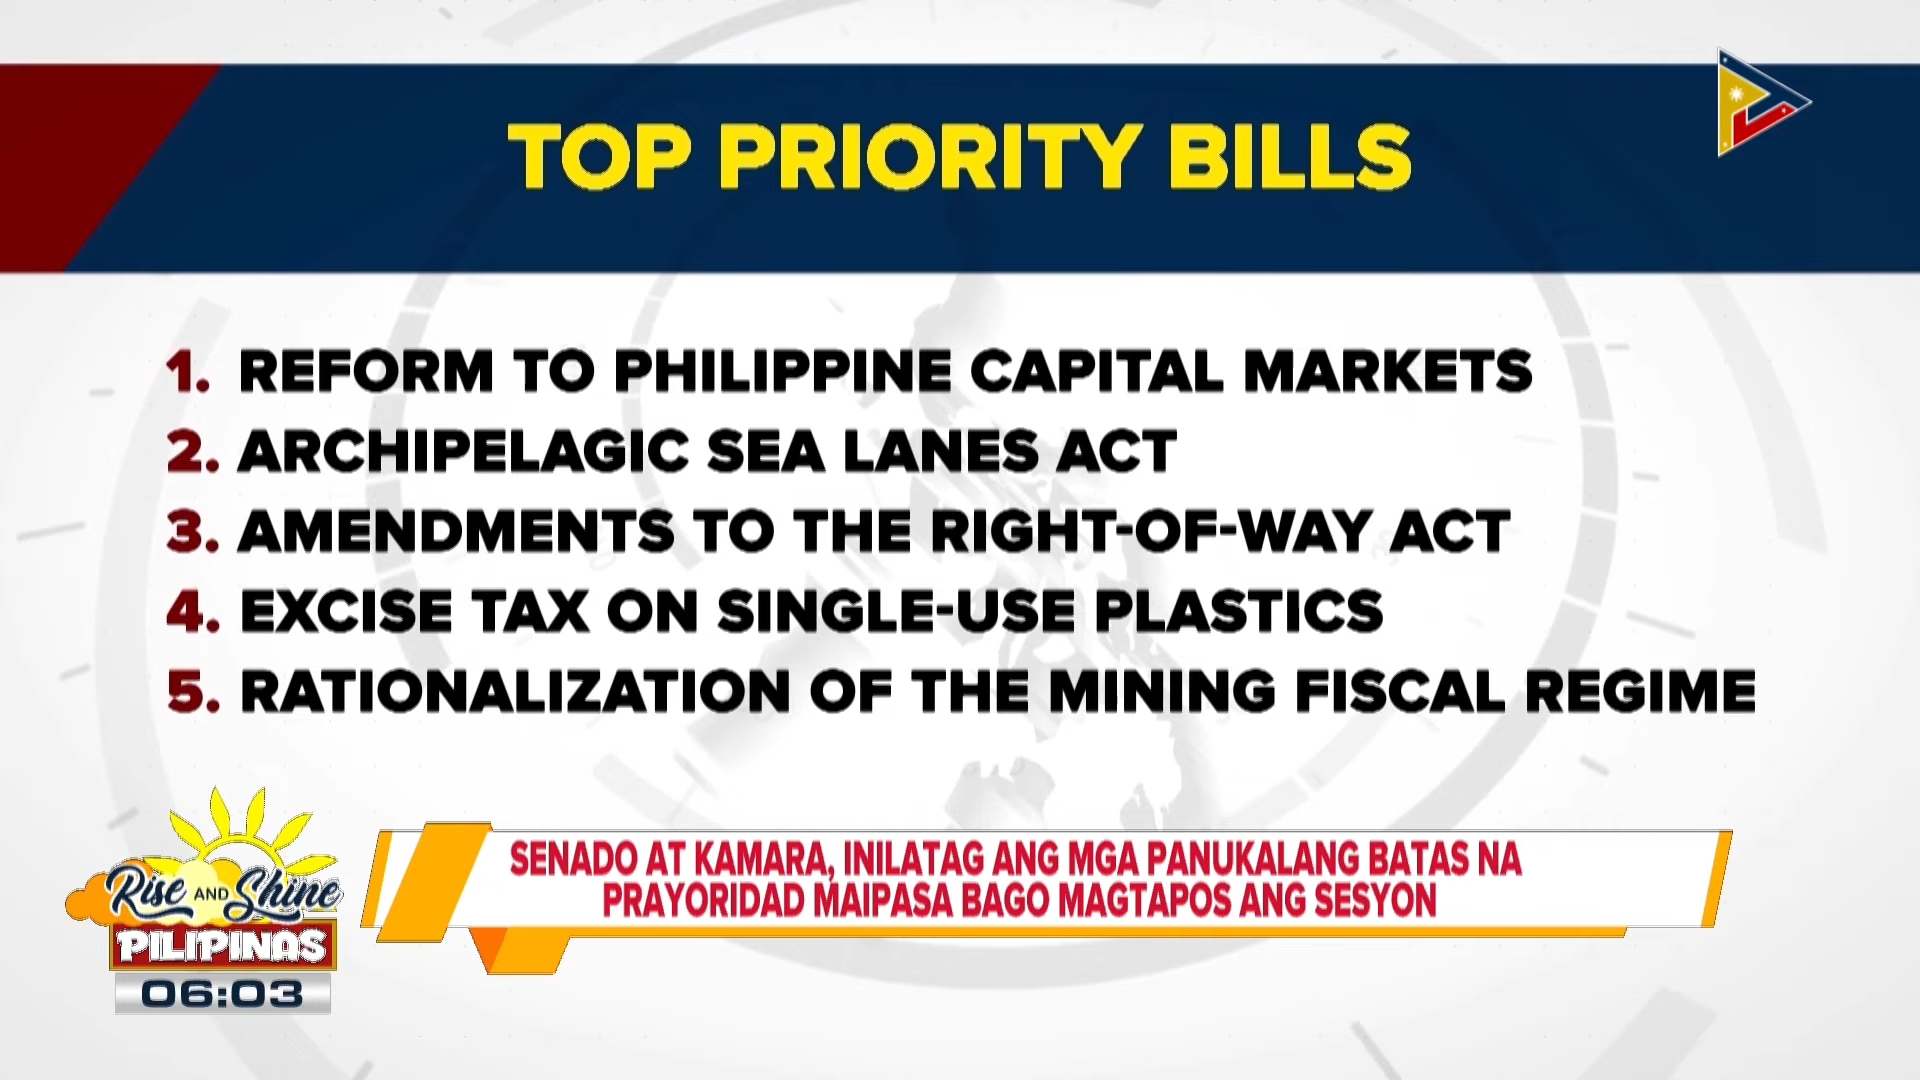 TOP PRIORITY BILLS
1. REFORM TO PHILIPPINE CAPITAL MARKETS
2. ARCHIPELAGIC SEA LANES ACT
3. AMENDMENTS TO THE RIGHT-OF-WAY ACT
4. EXCISE TAX ON SINGLE-USE PLASTICS
5. RATIONALIZATION OF THE MINING FISCAL REGIME
SENADO AT KAMARA, INILATAG ANG MGA PANUKALANG BATAS NA
PRAYORIDAD MAIPASA BAGO MAGTAPOS ANG SESYON
Rise AND Shine
PILIPINAS
06:03